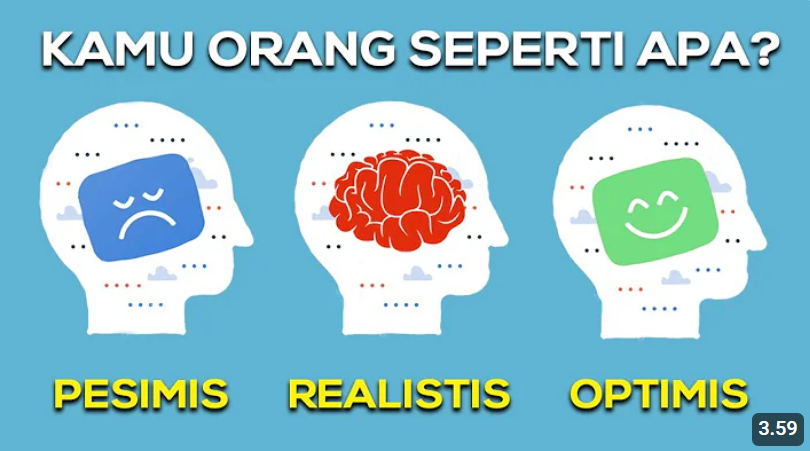 KAMU ORANG SEPERTI APA?
PESIMIS REALISTIS OPTIMIS
3.59